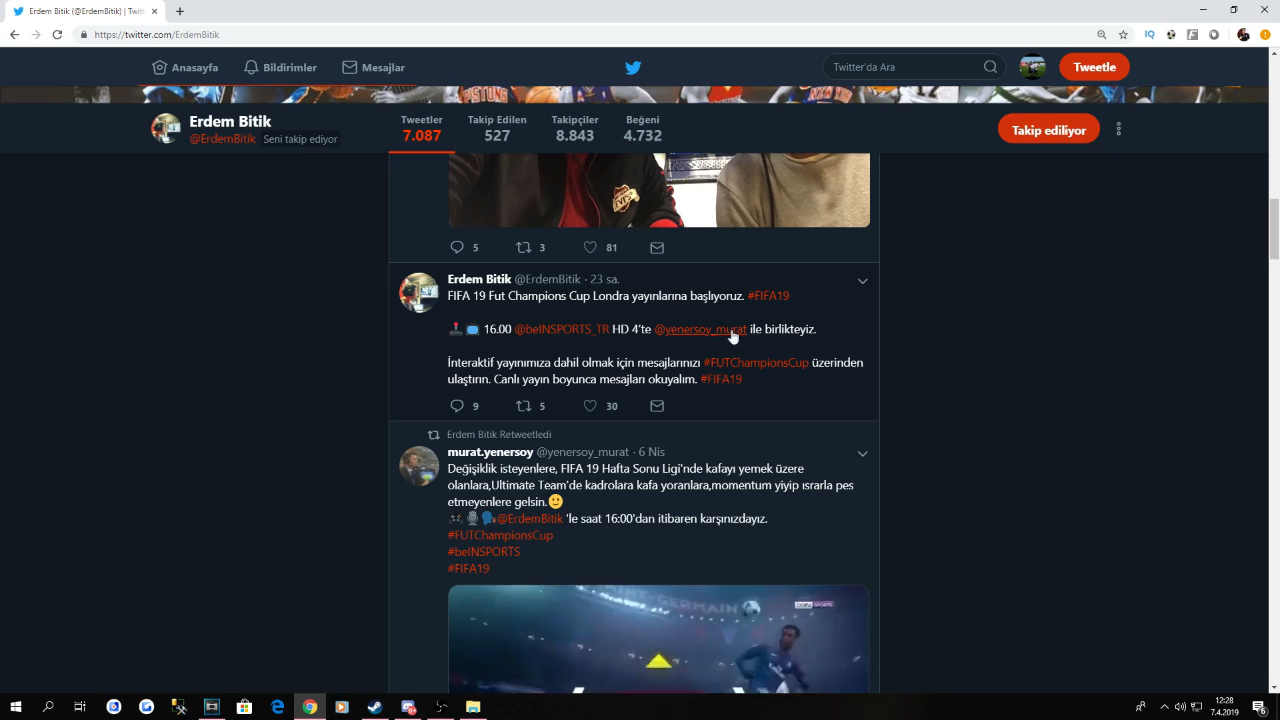 Erdem Bitik (@ErdemBitik) | Twitt
https://twitter.com/ErdemBitik
IQ
Anasayfa
Bildirimler
Mesajlar
Twitter'da Ara
Tweetle
PISTONS
Erdem Bitik
@ErdemBitik Seni takip ediyor
Tweetler
7.087
Takip Edilen
527
Takipçiler
8.843
Beğeni
4.732
Takip ediliyor
5 3 81
Erdem Bitik @ErdemBitik · 23 sa.
FIFA 19 Fut Champions Cup Londra yayınlarına başlıyoruz. #FIFA19
16.00 @beINSPORTS_TR HD 4'te @yenersoy_murat ile birlikteyiz.
İnteraktif yayınımıza dahil olmak için mesajlarınızı #FUTChampionsCup üzerinden
ulaştırın. Canlı yayın boyunca mesajları okuyalım. #FIFA19
9 5 30
Erdem Bitik Retweetledi
murat.yenersoy @yenersoy_murat · 6 Nis
Değişiklik isteyenlere, FIFA 19 Hafta Sonu Ligi'nde kafayı yemek üzere
olanlara,Ultimate Team'de kadrolara kafa yoranlara,momentum yiyip ısrarla pes
etmeyenlere gelsin.
@ErdemBitik 'le saat 16:00'dan itibaren karşınızdayız.
#FUTChampionsCup
#beINSPORTS
#FIFA19
beIN SPORTS
12:28
7.4.2019
6